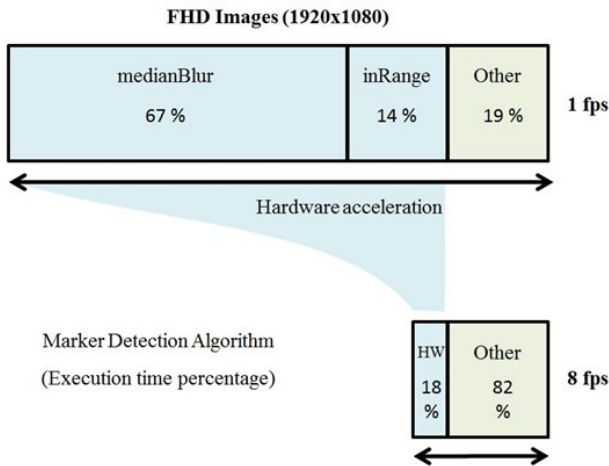 FHD Images (1920x1080)
medianBlur
67 %
inRange
14 %
Other
19 %
1 fps
Hardware acceleration
Marker Detection Algorithm
(Execution time percentage)
HW
18
%
Other
82
%
8 fps